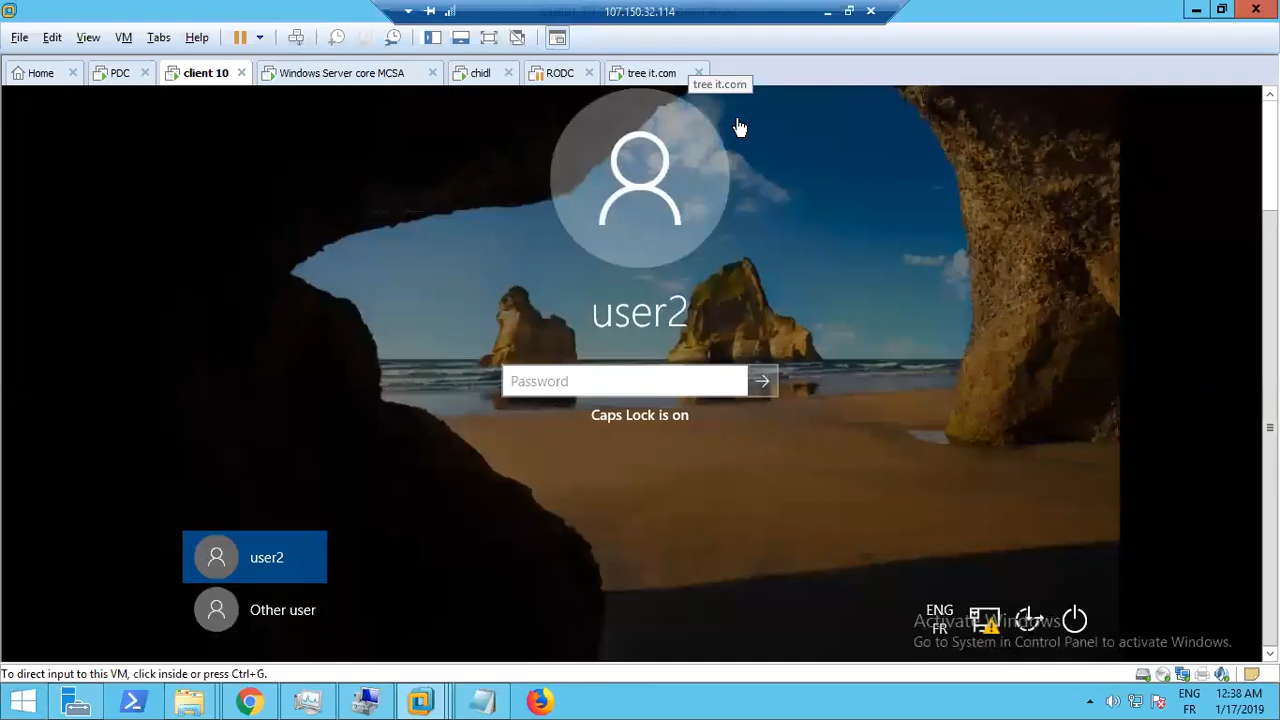 107.150.32.114
File Edit View VM Tabs Help
Home PDC client 10 Windows Server core MCSA chidl RODC tree it.com
tree it.com
user2
Password
Caps Lock is on
user2
Other user
ENG
FR
Activate Windows
Go to System in Control Panel to activate Windows.
To direct input to this VM, click inside or press Ctrl+G.
ENG 12:38 AM
FR 1/17/2019